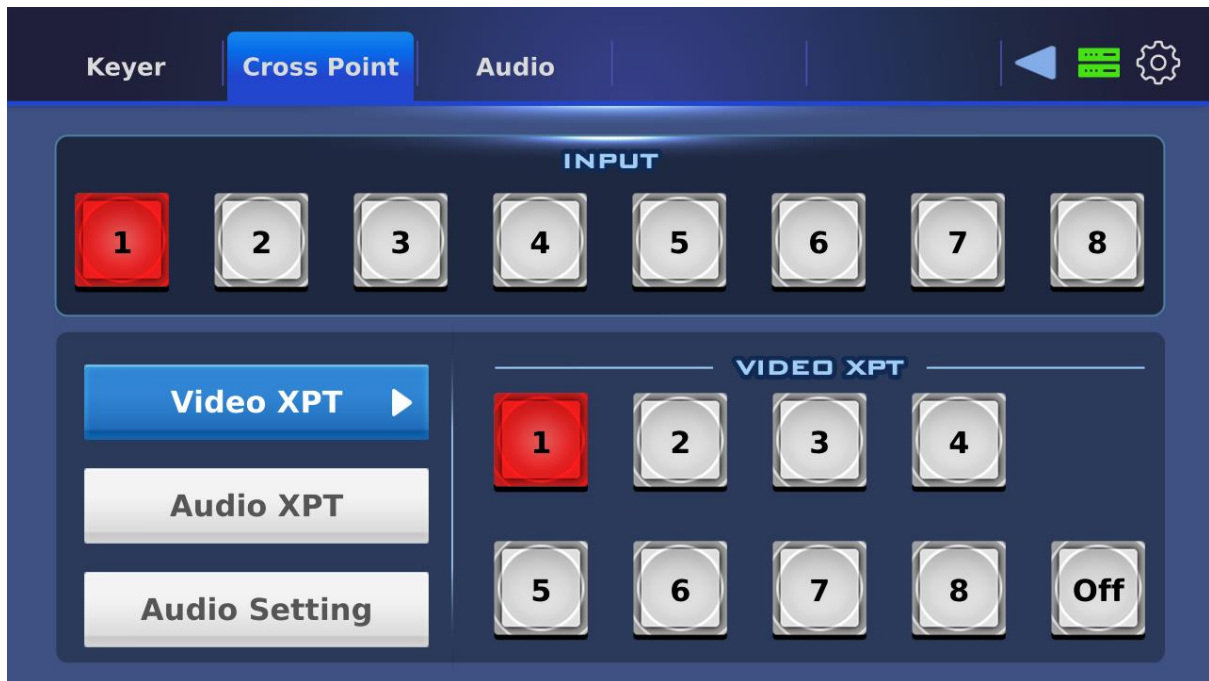 Keyer Cross Point Audio
INPUT
1 2 3 4 5 6 7 8
Video XPT
Audio XPT
Audio Setting
VIDEO XPT
1 2 3 4
5 6 7 8 Off